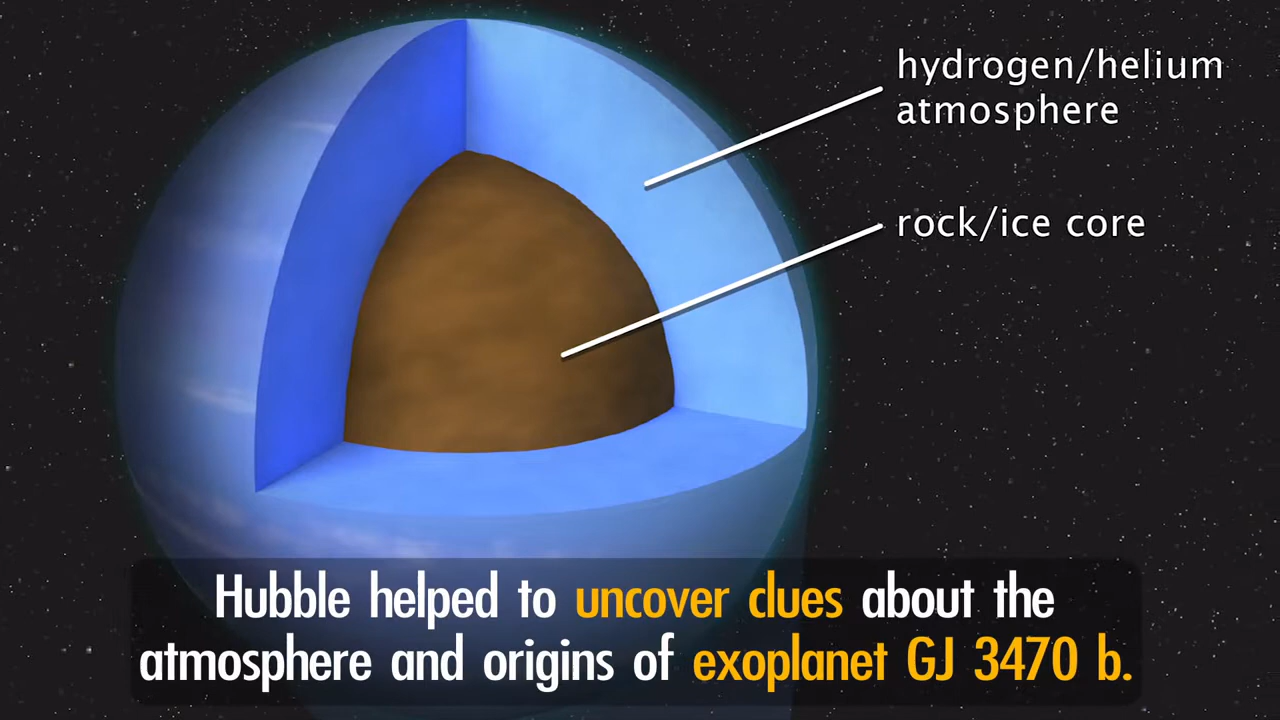 hydrogen/helium
atmosphere
rock/ice core
Hubble helped to uncover clues about the
atmosphere and origins of exoplanet GJ 3470 b.